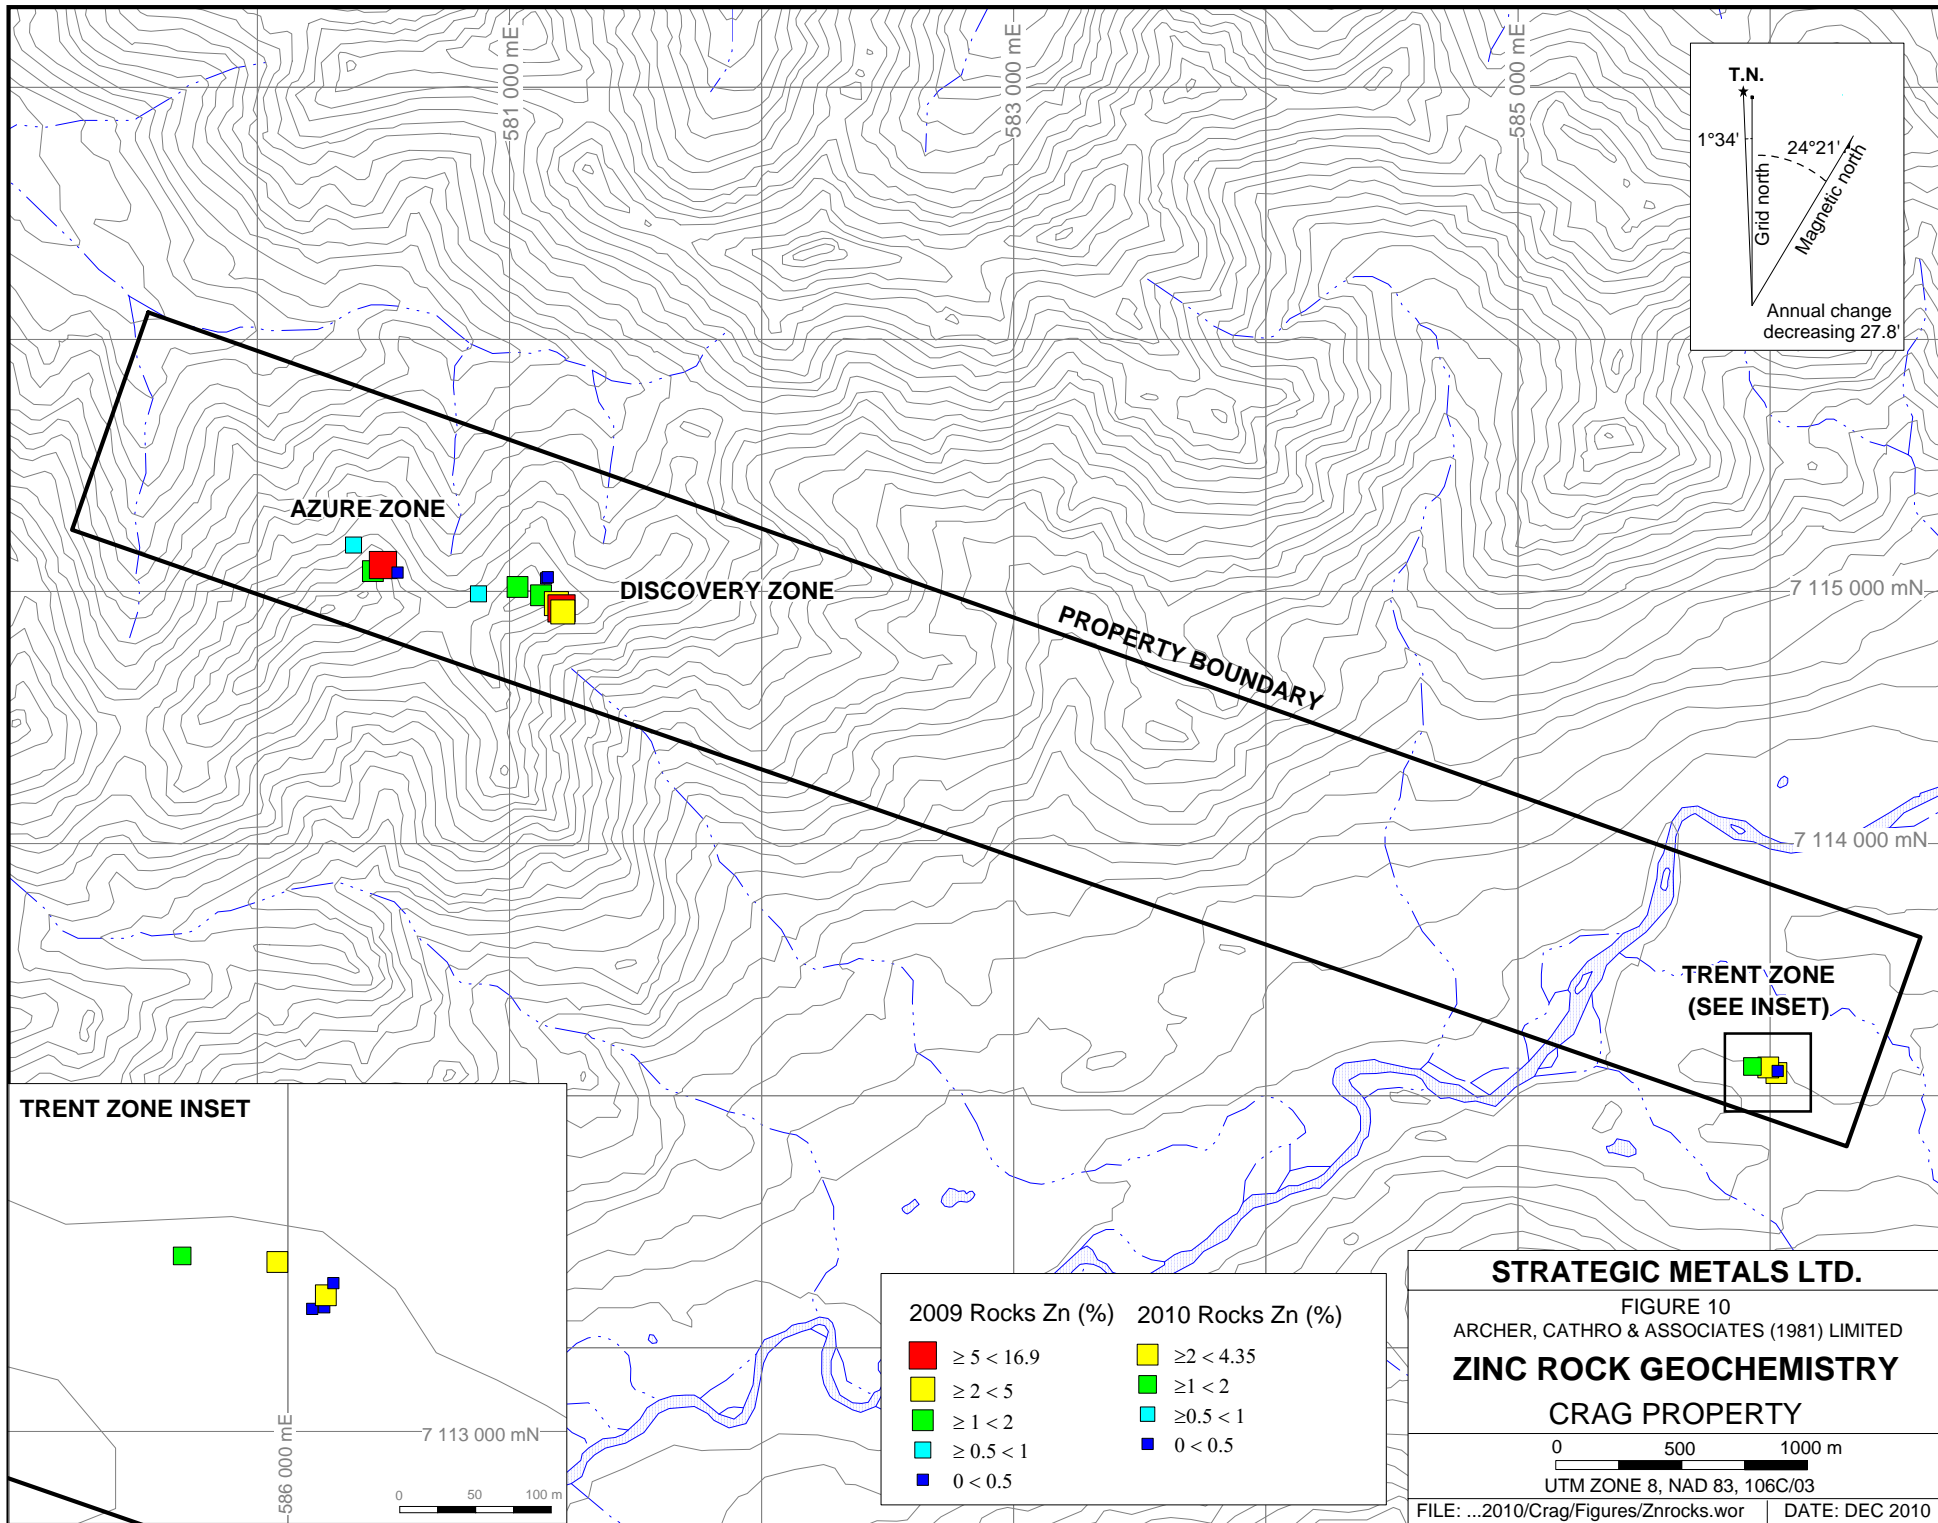 581 000 mE
583 000 mE
585 000 mE
T.N.
1°34'
24°21'
Grid north
Magnetic north
Annual change
decreasing 27.8'
AZURE ZONE
DISCOVERY ZONE
7 115 000 mN
PROPERTY BOUNDARY
7 114 000 mN
TRENT ZONE
(SEE INSET)
TRENT ZONE INSET
586 000 mE
7 113 000 mN
0 50 100 m
2009 Rocks Zn (%)
≥ 5 < 16.9
≥ 2 < 5
≥ 1 < 2
≥ 0.5 < 1
0 < 0.5
2010 Rocks Zn (%)
≥2 < 4.35
≥1 < 2
≥0.5 < 1
0 < 0.5
STRATEGIC METALS LTD.
FIGURE 10
ARCHER, CATHRO & ASSOCIATES (1981) LIMITED
ZINC ROCK GEOCHEMISTRY
CRAG PROPERTY
0 500 1000 m
UTM ZONE 8, NAD 83, 106C/03
FILE: ...2010/Crag/Figures/Znrocks.wor
DATE: DEC 2010